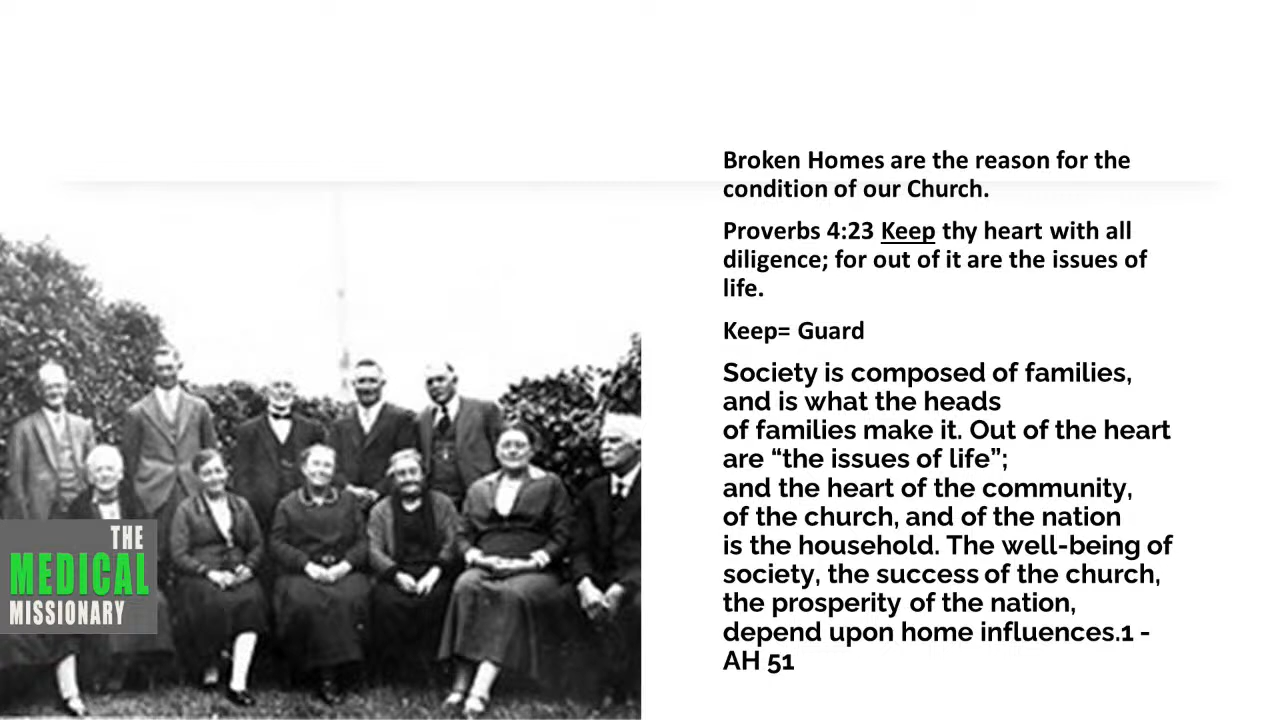 Broken Homes are the reason for the
condition of our Church.
Proverbs 4:23 Keep thy heart with all
diligence; for out of it are the issues of
life.
Keep= Guard
Society is composed of families,
and is what the heads
of families make it. Out of the heart
are “the issues of life”;
and the heart of the community,
of the church, and of the nation
is the household. The well-being of
society, the success of the church,
the prosperity of the nation,
depend upon home influences.1 -
AH 51
THE
MEDICAL
MISSIONARY